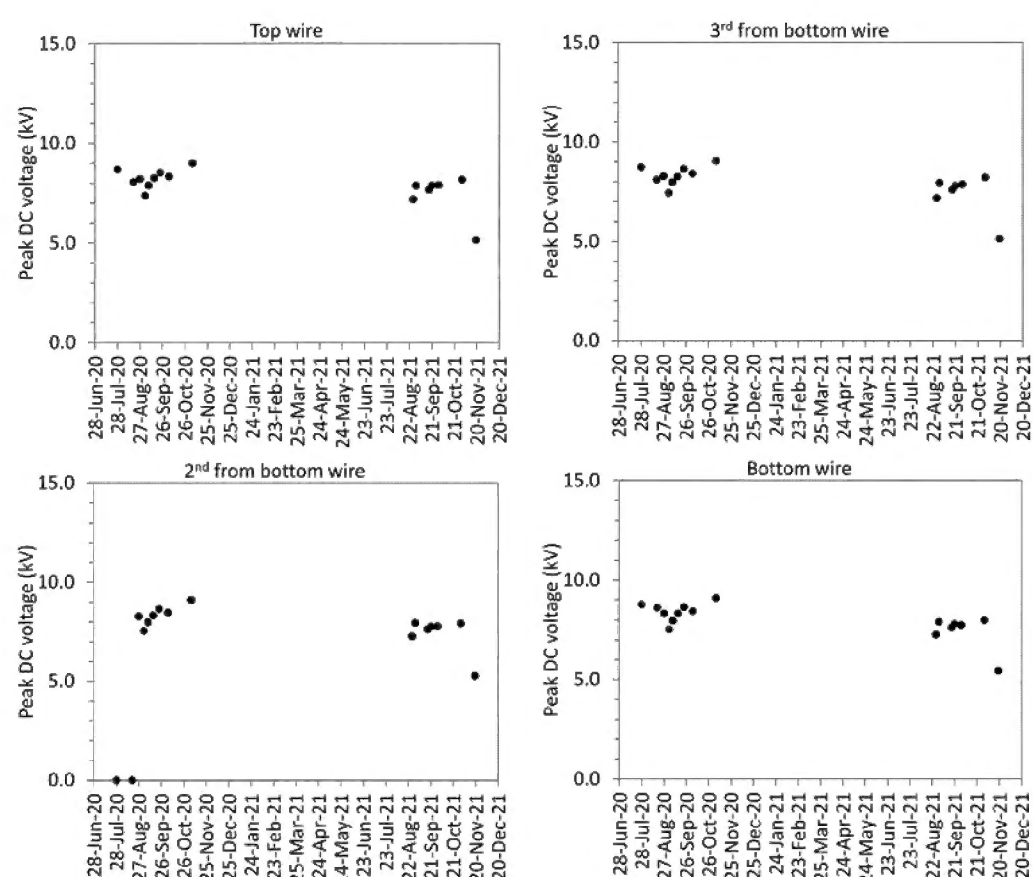 Top wire
Peak DC voltage (kV)
15.0
10.0
5.0
0.0
28-Jun-20
28-Jul-20
27-Aug-20
26-Sep-20
26-Oct-20
25-Nov-20
25-Dec-20
24-Jan-21
23-Feb-21
25-Mar-21
24-Apr-21
24-May-21
23-Jun-21
23-Jul-21
22-Aug-21
21-Sep-21
21-Oct-21
20-Nov-21
20-Dec-21
3rd from bottom wire
Peak DC voltage (kV)
15.0
10.0
5.0
0.0
28-Jun-20
28-Jul-20
27-Aug-20
26-Sep-20
26-Oct-20
25-Nov-20
25-Dec-20
24-Jan-21
23-Feb-21
25-Mar-21
24-Apr-21
24-May-21
23-Jun-21
23-Jul-21
22-Aug-21
21-Sep-21
21-Oct-21
20-Nov-21
20-Dec-21
2nd from bottom wire
Peak DC voltage (kV)
15.0
10.0
5.0
0.0
28-Jun-20
28-Jul-20
27-Aug-20
26-Sep-20
26-Oct-20
25-Nov-20
25-Dec-20
24-Jan-21
23-Feb-21
25-Mar-21
24-Apr-21
24-May-21
23-Jun-21
23-Jul-21
22-Aug-21
21-Sep-21
21-Oct-21
20-Nov-21
20-Dec-21
Bottom wire
Peak DC voltage (kV)
15.0
10.0
5.0
0.0
28-Jun-20
28-Jul-20
27-Aug-20
26-Sep-20
26-Oct-20
25-Nov-20
25-Dec-20
24-Jan-21
23-Feb-21
25-Mar-21
24-Apr-21
24-May-21
23-Jun-21
23-Jul-21
22-Aug-21
21-Sep-21
21-Oct-21
20-Nov-21
20-Dec-21